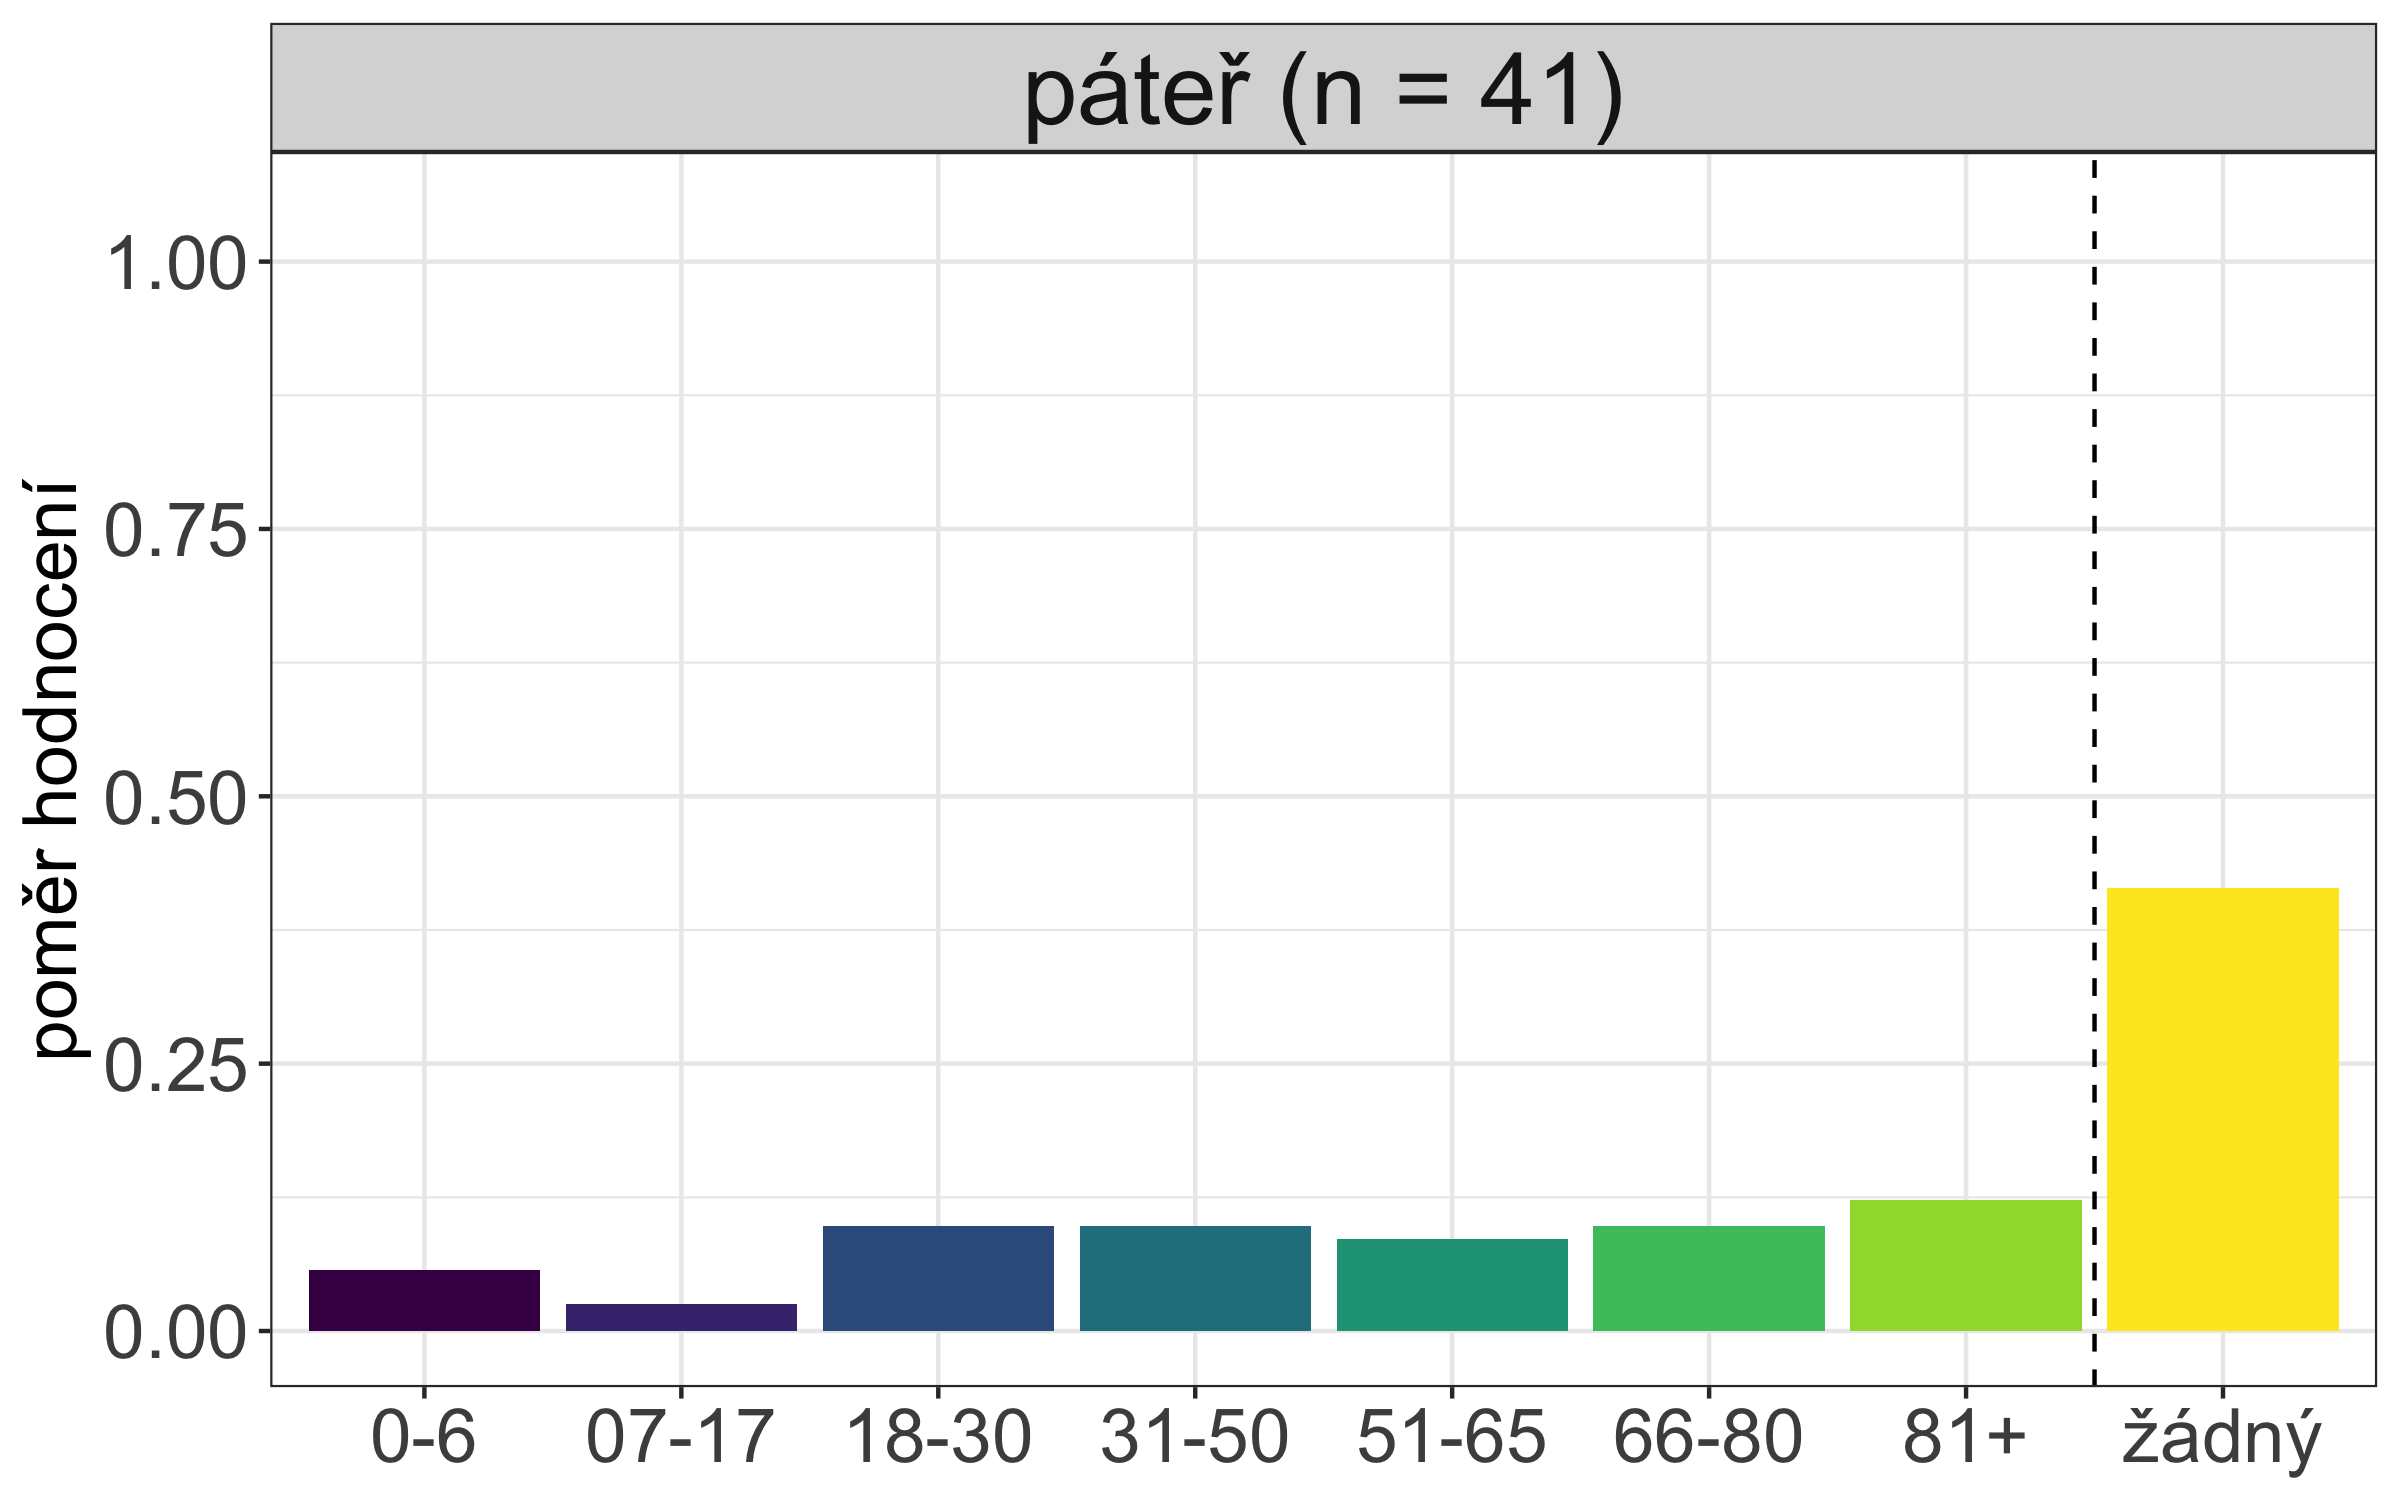 páteř (n = 41)
poměr hodnocení
1.00
0.75
0.50
0.25
0.00
0-6 07-17 18-30 31-50 51-65 66-80 81+ žádný